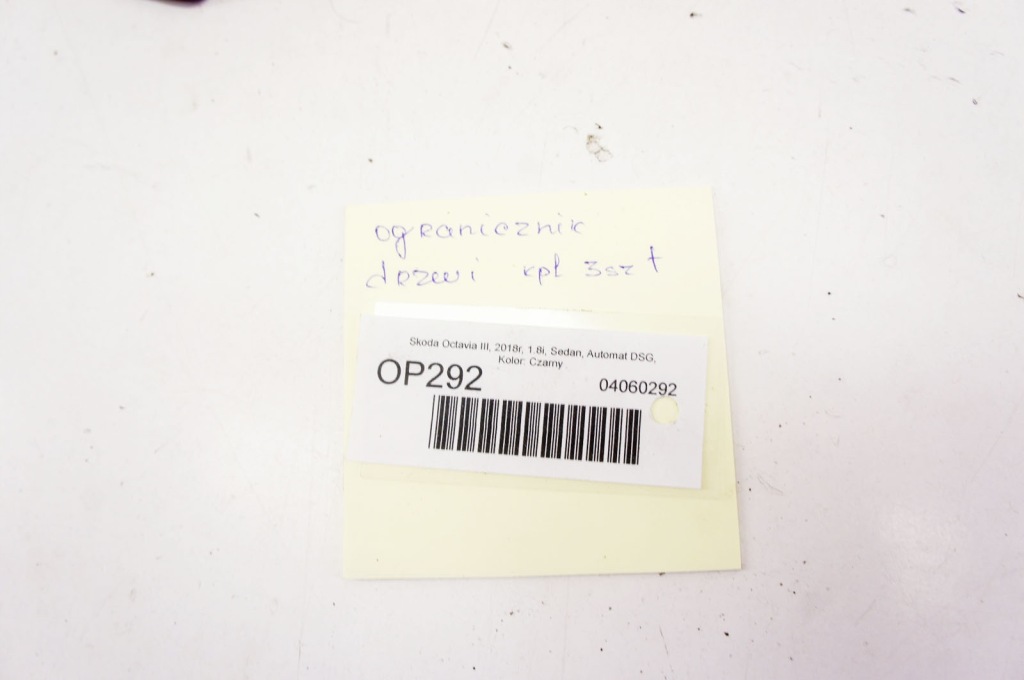 ogranicznik
drzwi kpl 3szt
Skoda Octavia III, 2018r, 1.8i, Sedan, Automat DSG,
Kolor: Czarny
OP292
04060292